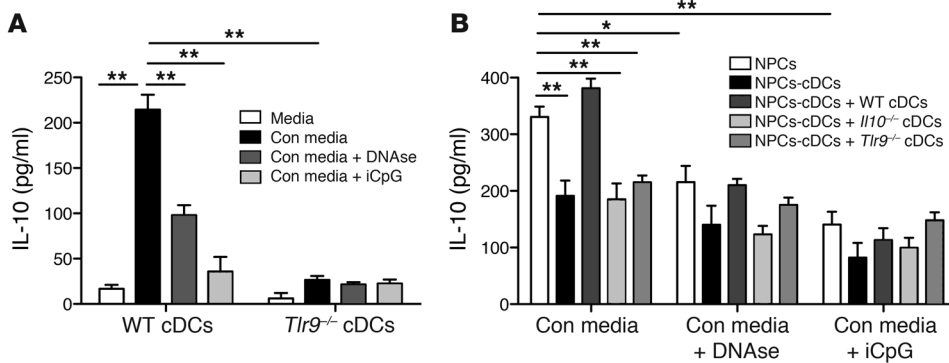 A
**
**
** **
250
200
150
100
50
0
IL-10 (pg/ml)
Media
Con media
Con media + DNAse
Con media + iCpG
WT cDCs
Tlr9–/– cDCs
B
**
*
**
**
**
400
300
200
100
0
IL-10 (pg/ml)
NPCs
NPCs-cDCs
NPCs-cDCs + WT cDCs
NPCs-cDCs + Il10–/– cDCs
NPCs-cDCs + Tlr9–/– cDCs
Con media
Con media
+ DNAse
Con media
+ iCpG